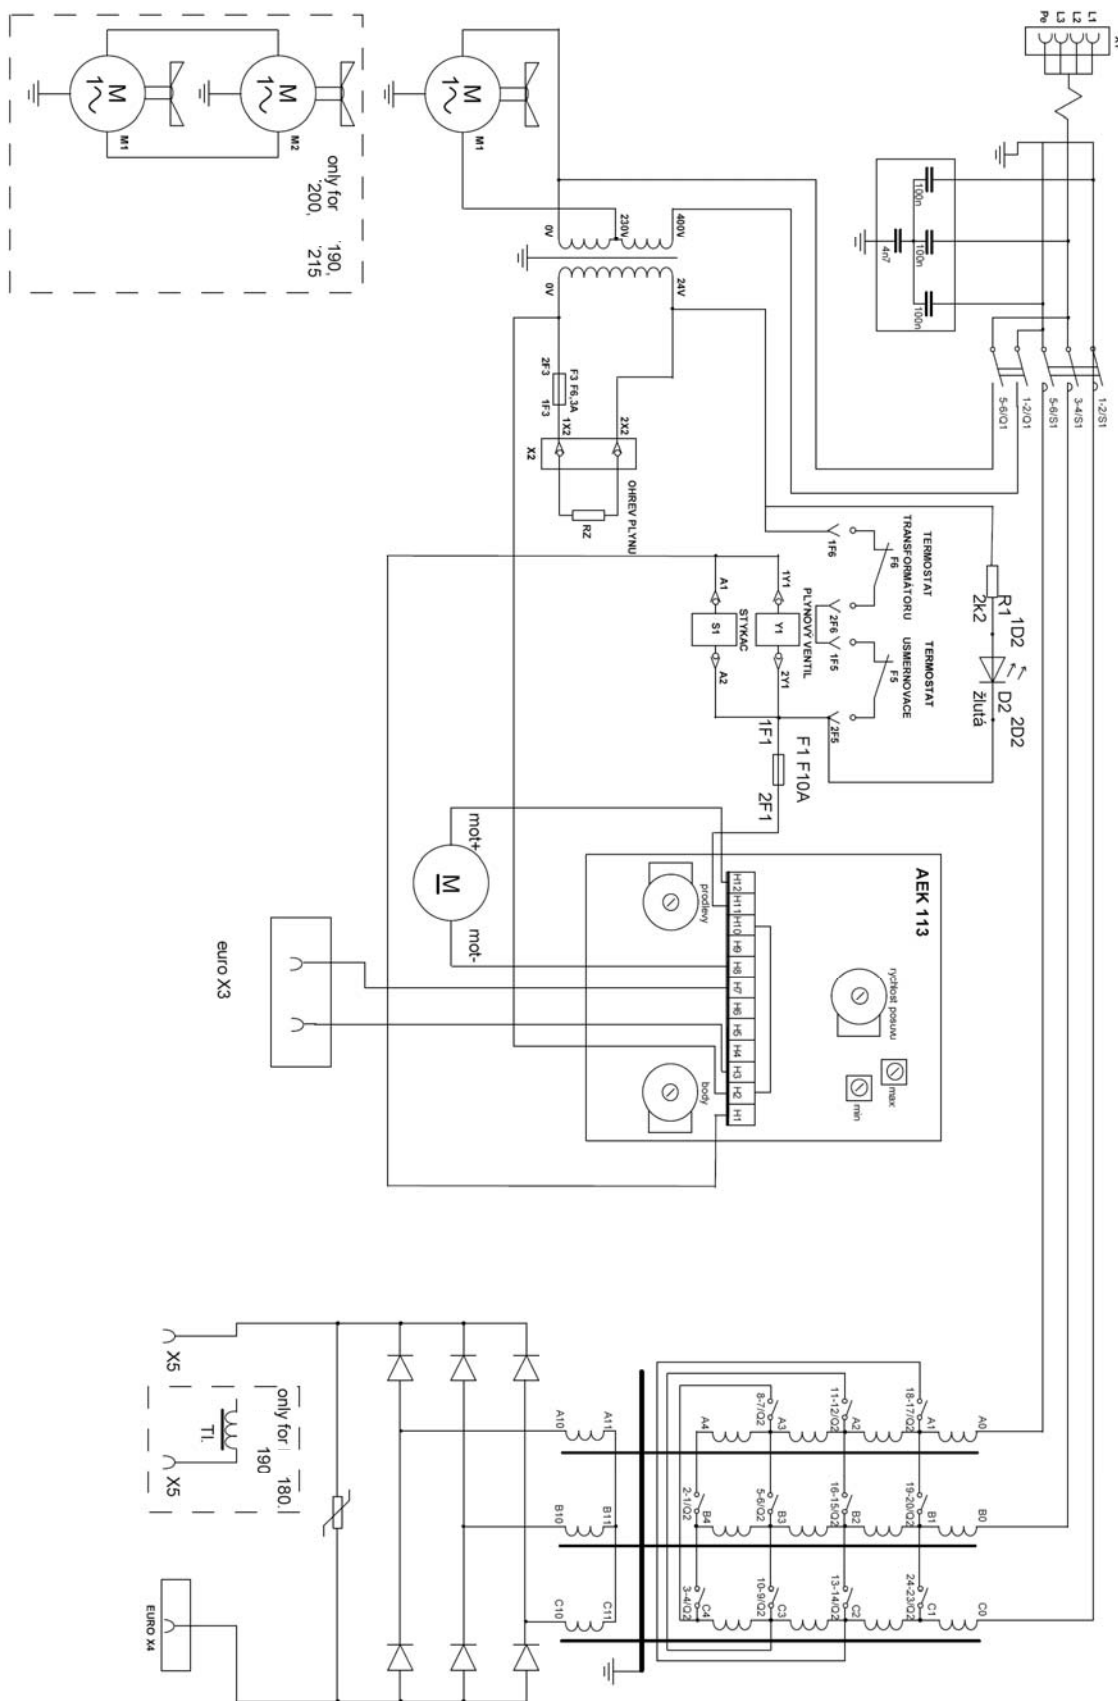 L1
L2
L3
Pe
100n
100n
100n
4n7
1-2/S1
3-4/S1
5-6/S1
1-2/Q1
5-6/Q1
M
1
M1
M
1
M2
M
1
M1
only for
'190,
'200,
'215
0V
230V
400V
0V
24V
2F3
F3 F6,3A
1F3
1X2
2X2
X2
OHREV PLYNU
RZ
TERMOSTAT
TRANSFORMÁTORU
F6
1F6
2F6
TERMOSTAT
USMERNOVACE
F5
1F5
2F5
R1
2k2
1D2
D2
2D2
žlutá
PLYNOVÝ VENTIL
1Y1
Y1
2Y1
STYKAC
A1
S1
A2
1F1
F1 F10A
2F1
mot+
M
mot-
euro X3
AEK 113
prodlevy
rychlost posuvu
max
min
body
H12
H11
H10
H9
H8
H7
H6
H5
H4
H3
H2
H1
18-17/Q2
A1
A0
11-12/Q2
A2
8-7/Q2
A3
A4
19-20/Q2
B1
B0
16-15/Q2
B2
5-6/Q2
B3
2-1/Q2
B4
24-23/Q2
C1
C0
13-14/Q2
C2
10-9/Q2
C3
3-4/Q2
C4
A10
A11
B10
B11
C10
C11
X5
only for
180.
190
Tl.
X5
EURO X4